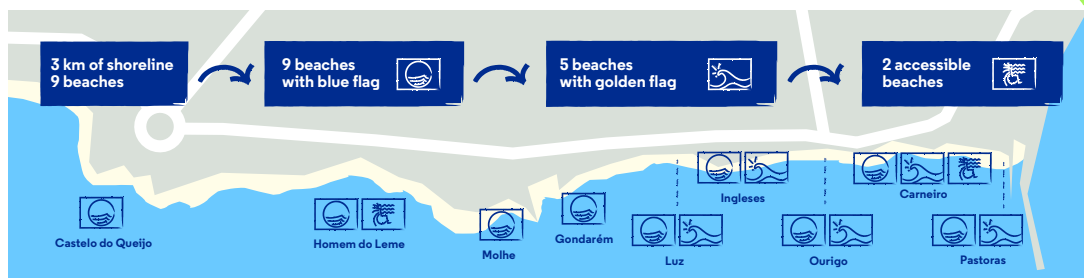 3 km of shoreline
9 beaches
9 beaches
with blue flag
5 beaches
with golden flag
2 accessible
beaches
Castelo do Queijo
Homem do Leme
Molhe
Gondarém
Luz
Ingleses
Ourigo
Carneiro
Pastoras